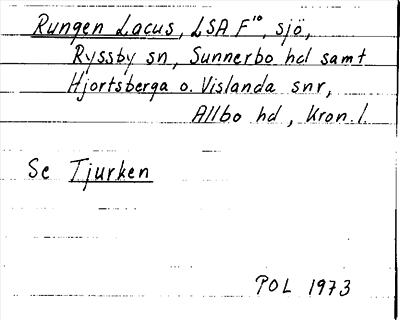 Rungen Lacus, LSA F¹⁰, sjö,
Ryssby sn, Sunnerbo hd samt
Hjortsberga o. Vislanda snr,
Allbo hd, Kron. l.
Se Tjurken
POL 1973